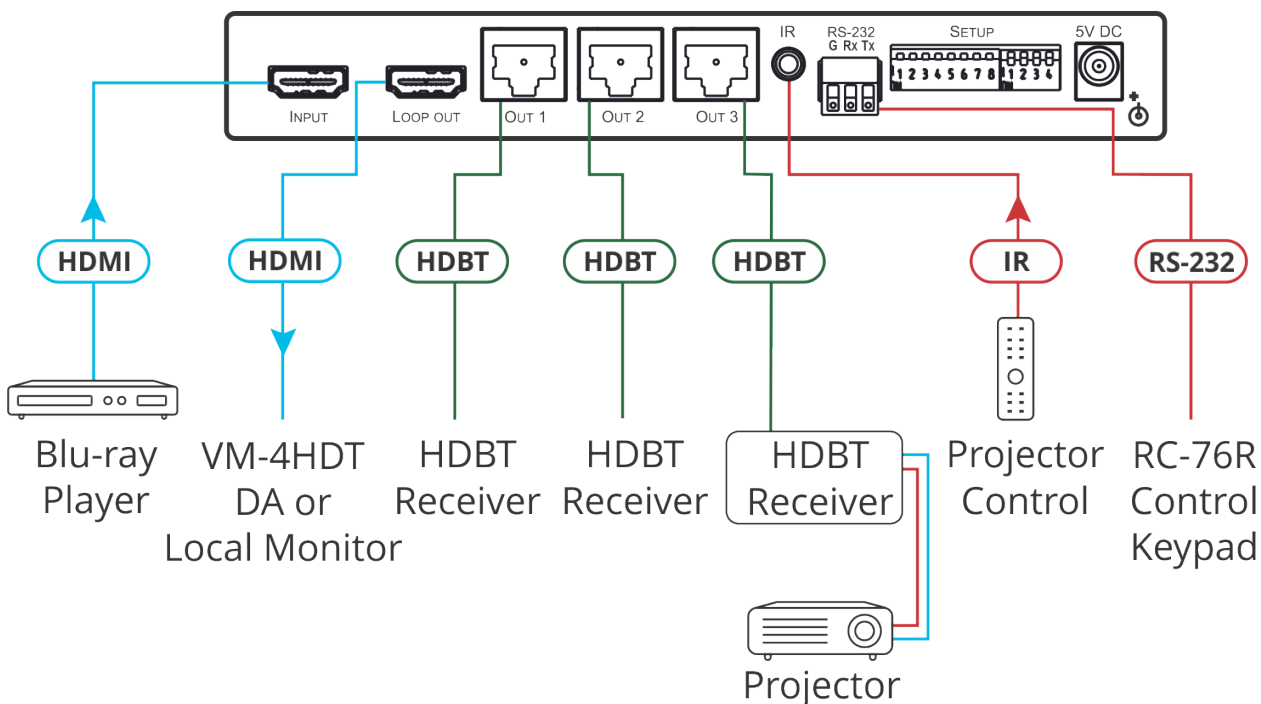 IR RS-232 SETUP 5V DC
G Rx Tx
1 2 3 4 5 6 7 8 1 2 3 4
INPUT LOOP OUT OUT 1 OUT 2 OUT 3
+
HDMI HDMI HDBT HDBT HDBT IR RS-232
Blu-ray
Player
VM-4HDT
DA or
Local Monitor
HDBT
Receiver
HDBT
Receiver
HDBT
Receiver
Projector
Control
RC-76R
Control
Keypad
Projector